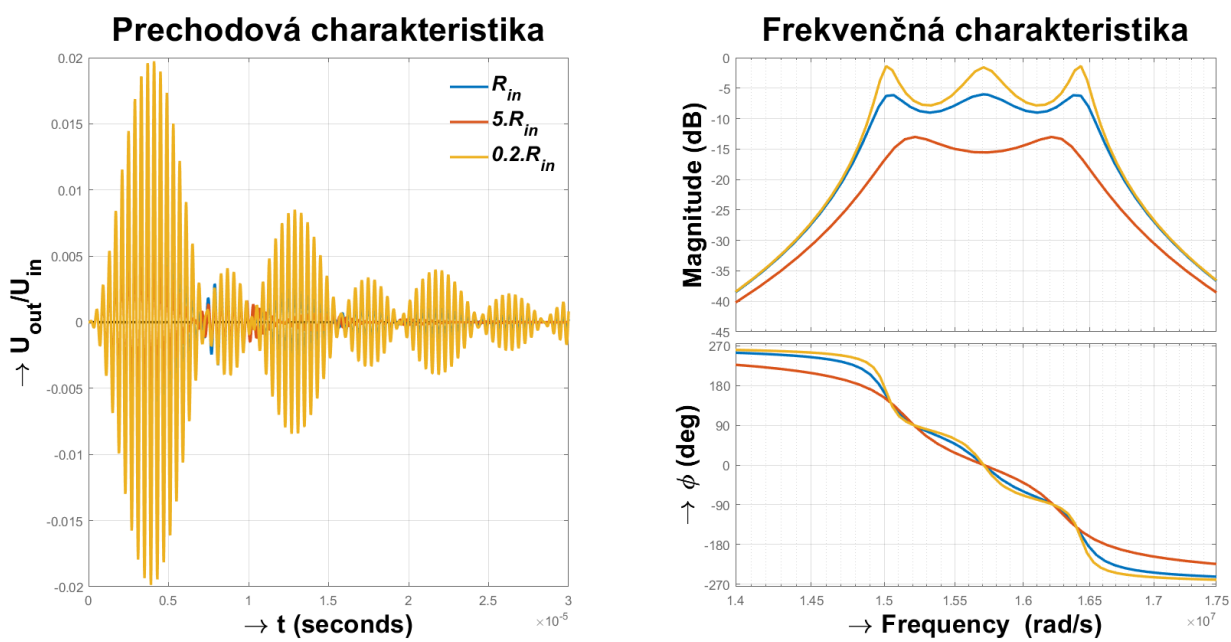 Prechodová charakteristika
0.02
0.015
0.01
0.005
0
-0.005
-0.01
-0.015
-0.02
→ U_out/U_in
R_in
5.R_in
0.2.R_in
0 0.5 1 1.5 2 2.5 3
×10⁻⁵
→ t (seconds)
Frekvenčná charakteristika
0
-5
-10
-15
-20
-25
-30
-35
-40
-45
Magnitude (dB)
270
180
90
0
-90
-180
-270
→ ϕ (deg)
1.4 1.45 1.5 1.55 1.6 1.65 1.7 1.75
×10⁷
→ Frequency (rad/s)